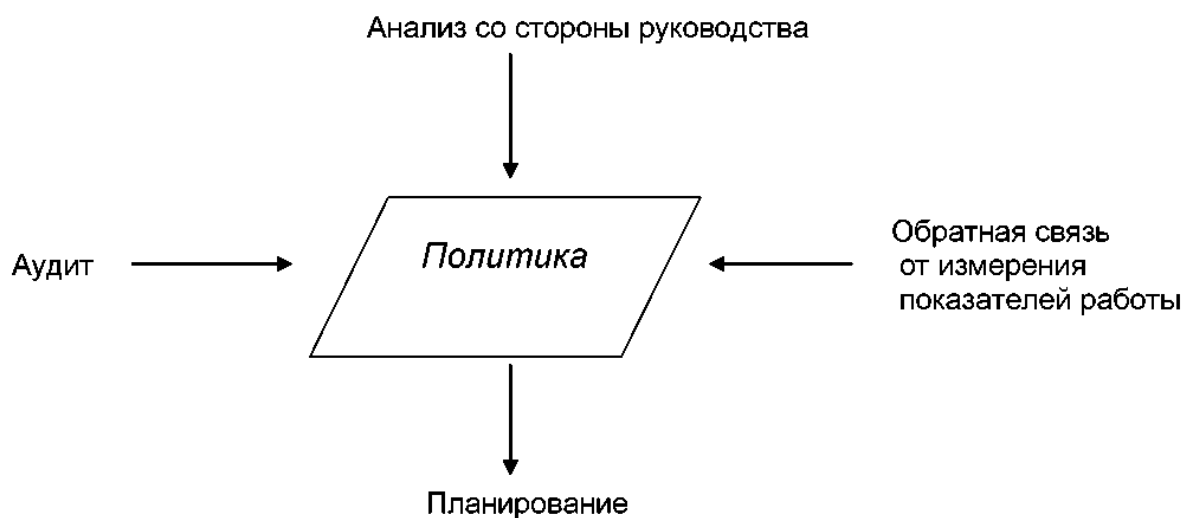 Анализ со стороны руководства
Политика
Аудит
Обратная связь
от измерения
показателей работы
Планирование